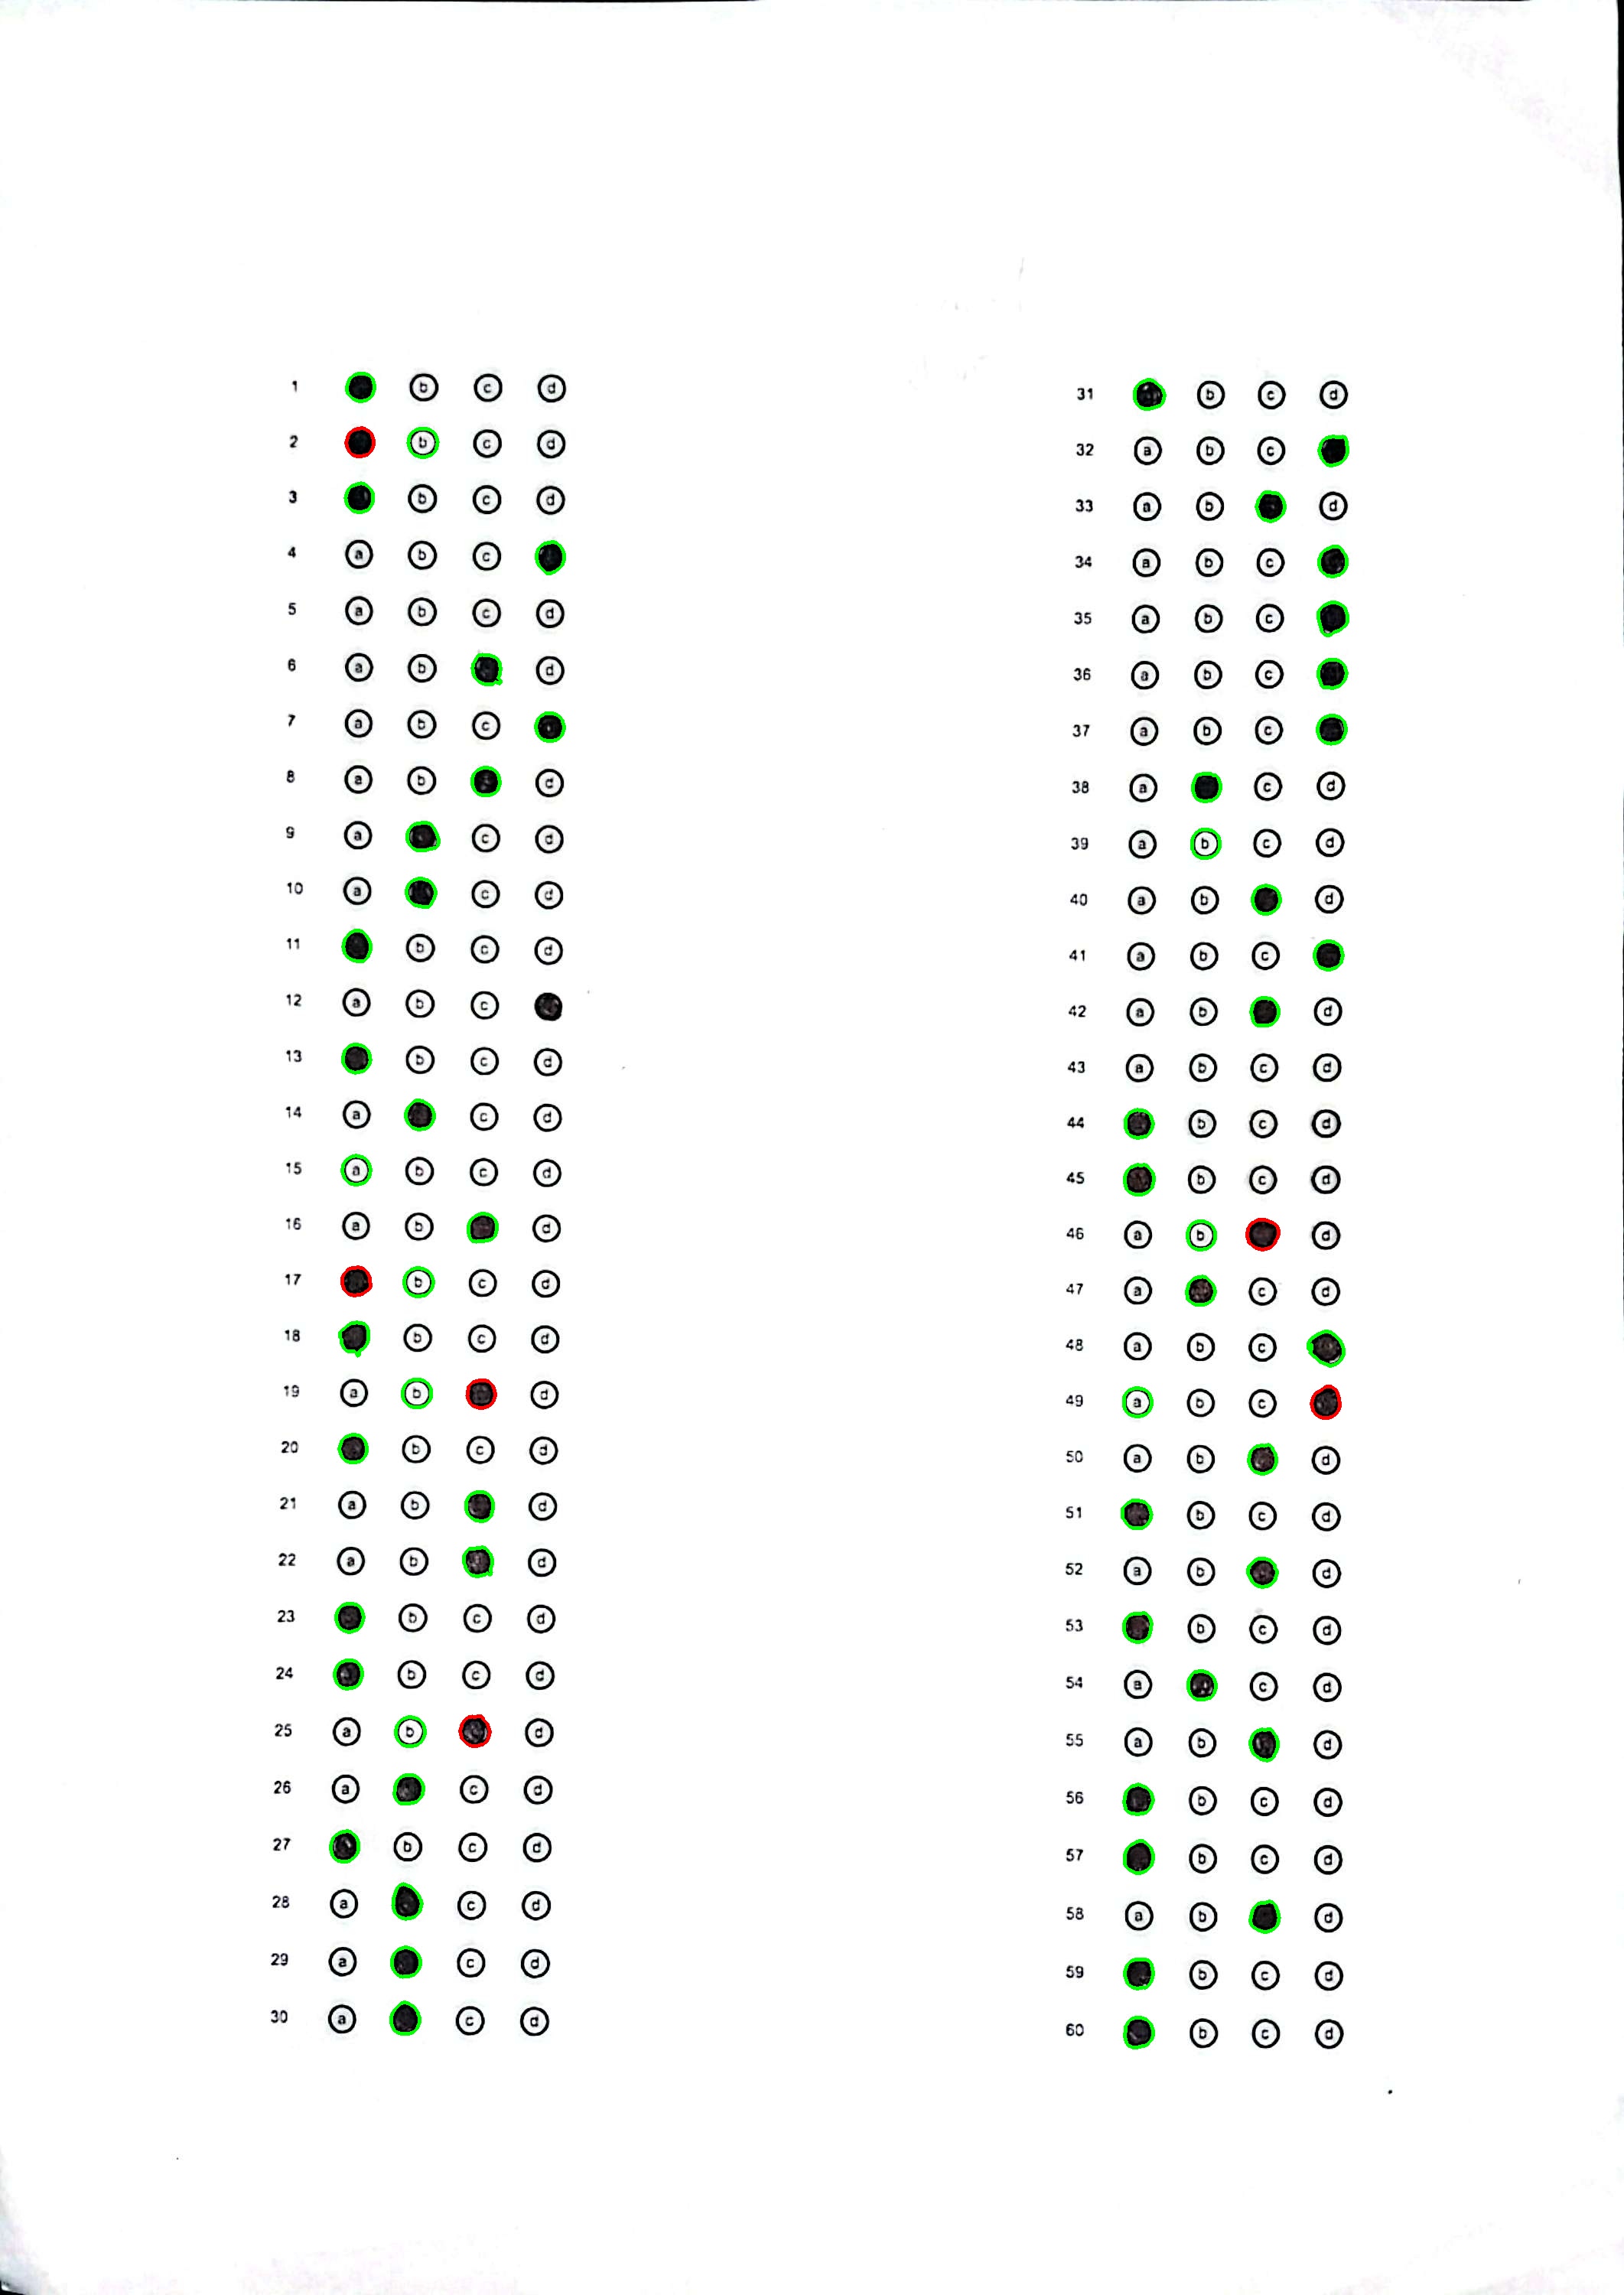 1 b c d
2 b c d
3 b c d
4 a b c
5 a b c d
6 a b d
7 a b c
8 a b d
9 a c d
10 a c d
11 b c d
12 a b c
13 b c d
14 a c d
15 a b c d
16 a b d
17 b c d
18 b c d
19 a b d
20 b c d
21 a b d
22 a b d
23 b c d
24 b c d
25 a b d
26 a c d
27 b c d
28 a c d
29 a c d
30 a c d
31 b c d
32 a b c
33 a b d
34 a b c
35 a b c
36 a b c
37 a b c
38 a c d
39 a b c d
40 a b d
41 a b c
42 a b d
43 a b c d
44 b c d
45 b c d
46 a b d
47 a c d
48 a b c
49 a b c
50 a b d
51 b c d
52 a b d
53 b c d
54 a c d
55 a b d
56 b c d
57 b c d
58 a b d
59 b c d
60 b c d